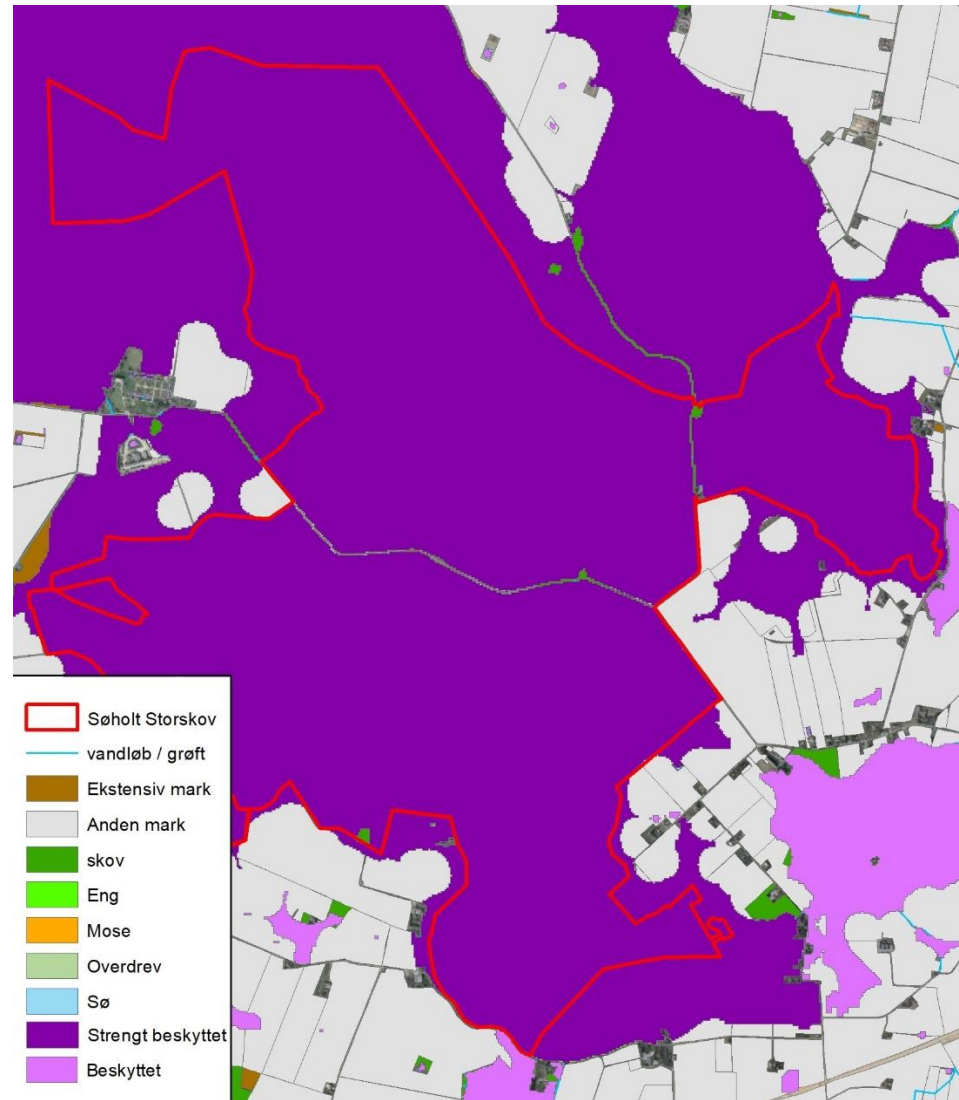 Søholt Storskov
vandløb / grøft
Ekstensiv mark
Anden mark
skov
Eng
Mose
Overdrev
Sø
Strengt beskyttet
Beskyttet